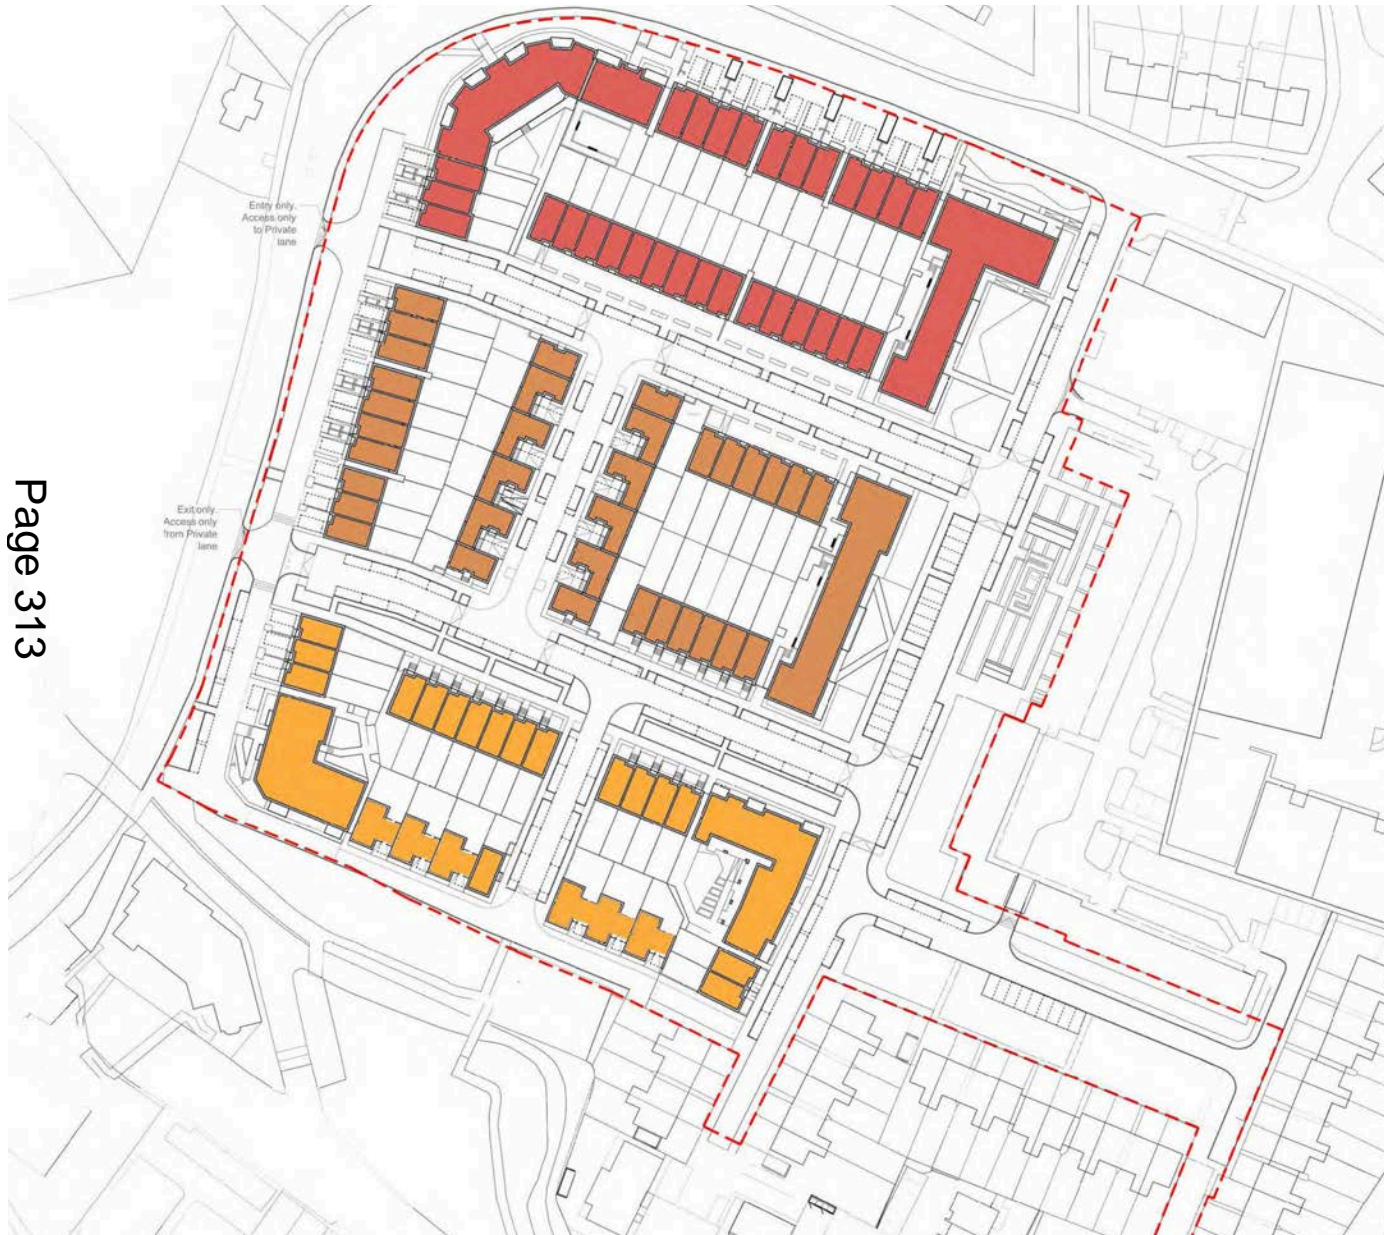 Entry only.
Access only
to Private
lane
Exit only.
Access only
from Private
lane
Page 313